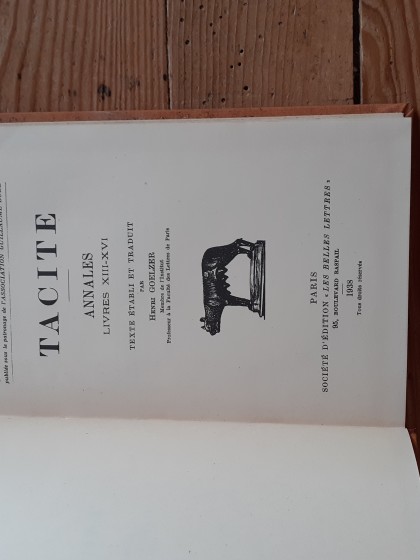 publiée sous le patronage de l'ASSOCIATION GUILLAUME BUDÉ
TACITE
ANNALES
LIVRES XIII-XVI
TEXTE ÉTABLI ET TRADUIT
PAR
HENRI GOELZER
Membre de l'Institut
Professeur à la Faculté des Lettres de Paris
PARIS
SOCIÉTÉ D'ÉDITION « LES BELLES LETTRES »
95, BOULEVARD RASPAIL
1938
Tous droits réservés